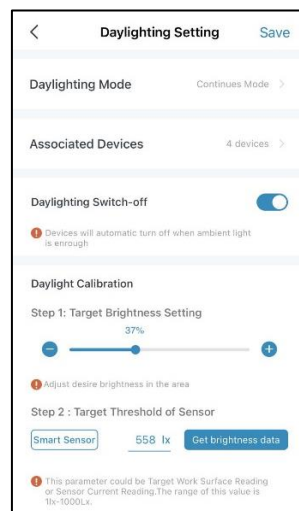 Daylighting Setting Save
Daylighting Mode Continues Mode
Associated Devices 4 devices
Daylighting Switch-off
Devices will automatic turn off when ambient light
is enrough
Daylight Calibration
Step 1: Target Brightness Setting
37%
Adjust desire brightness in the area
Step 2 : Target Threshold of Sensor
Smart Sensor 558 lx Get brightness data
This parameter could be Target Work Surface Reading
or Sensor Current Reading.The range of this value is
1lx-1000Lx.